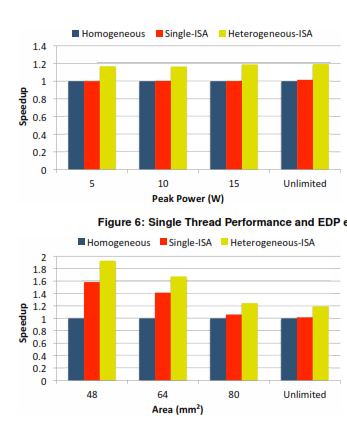 Homogeneous Single-ISA Heterogeneous-ISA
1.4
1.2
1
0.8
0.6
0.4
0.2
0
Speedup
5 10 15 Unlimited
Peak Power (W)
Figure 6: Single Thread Performance and EDP e
Homogeneous Single-ISA Heterogeneous-ISA
2
1.8
1.6
1.4
1.2
1
0.8
0.6
0.4
0.2
0
Speedup
48 64 80 Unlimited
Area (mm²)